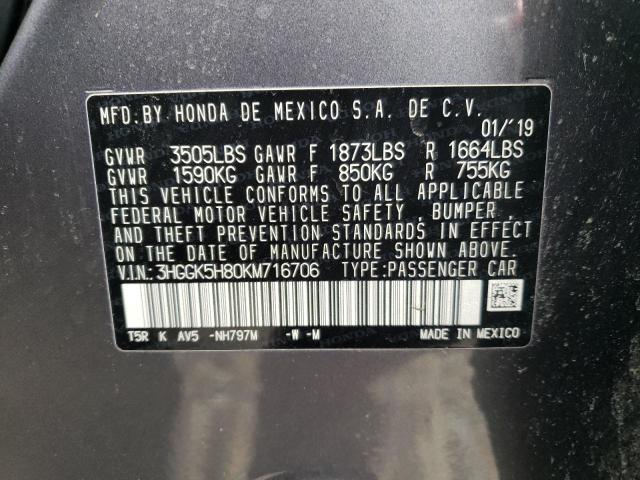 MFD.BY HONDA DE MEXICO S.A. DE C.V.
01/'19
GVWR 3505LBS GAWR F 1873LBS R 1664LBS
GVWR 1590KG GAWR F 850KG R 755KG
THIS VEHICLE CONFORMS TO ALL APPLICABLE
FEDERAL MOTOR VEHICLE SAFETY, BUMPER,
AND THEFT PREVENTION STANDARDS IN EFFECT
ON THE DATE OF MANUFACTURE SHOWN ABOVE.
V.I.N.: 3HGGK5H80KM716706 TYPE:PASSENGER CAR
T5R K AV5 -NH797M -W -M MADE IN MEXICO